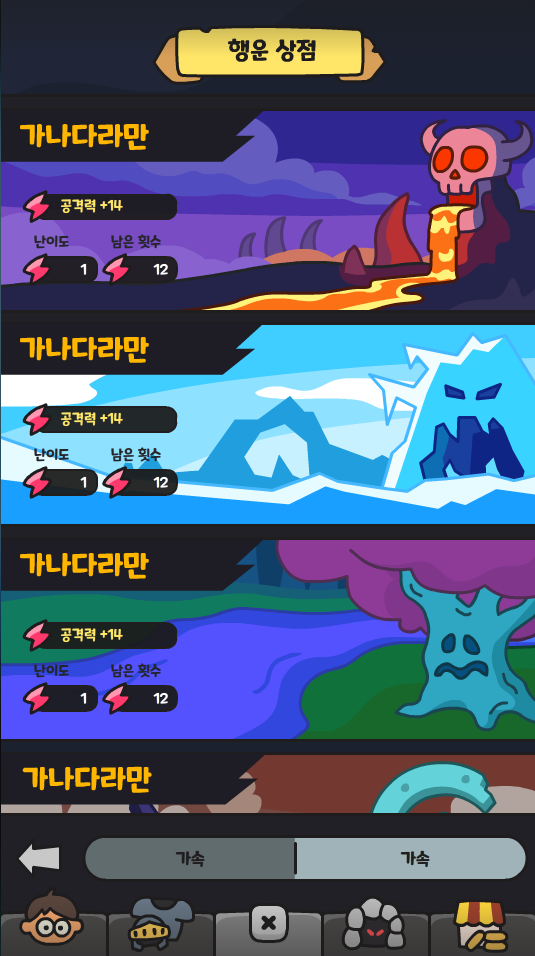 행운 상점
가나다라만
공격력 +14
난이도 남은 횟수
1 12
가나다라만
공격력 +14
난이도 남은 횟수
1 12
가나다라만
공격력 +14
난이도 남은 횟수
1 12
가나다라만
가속 가속